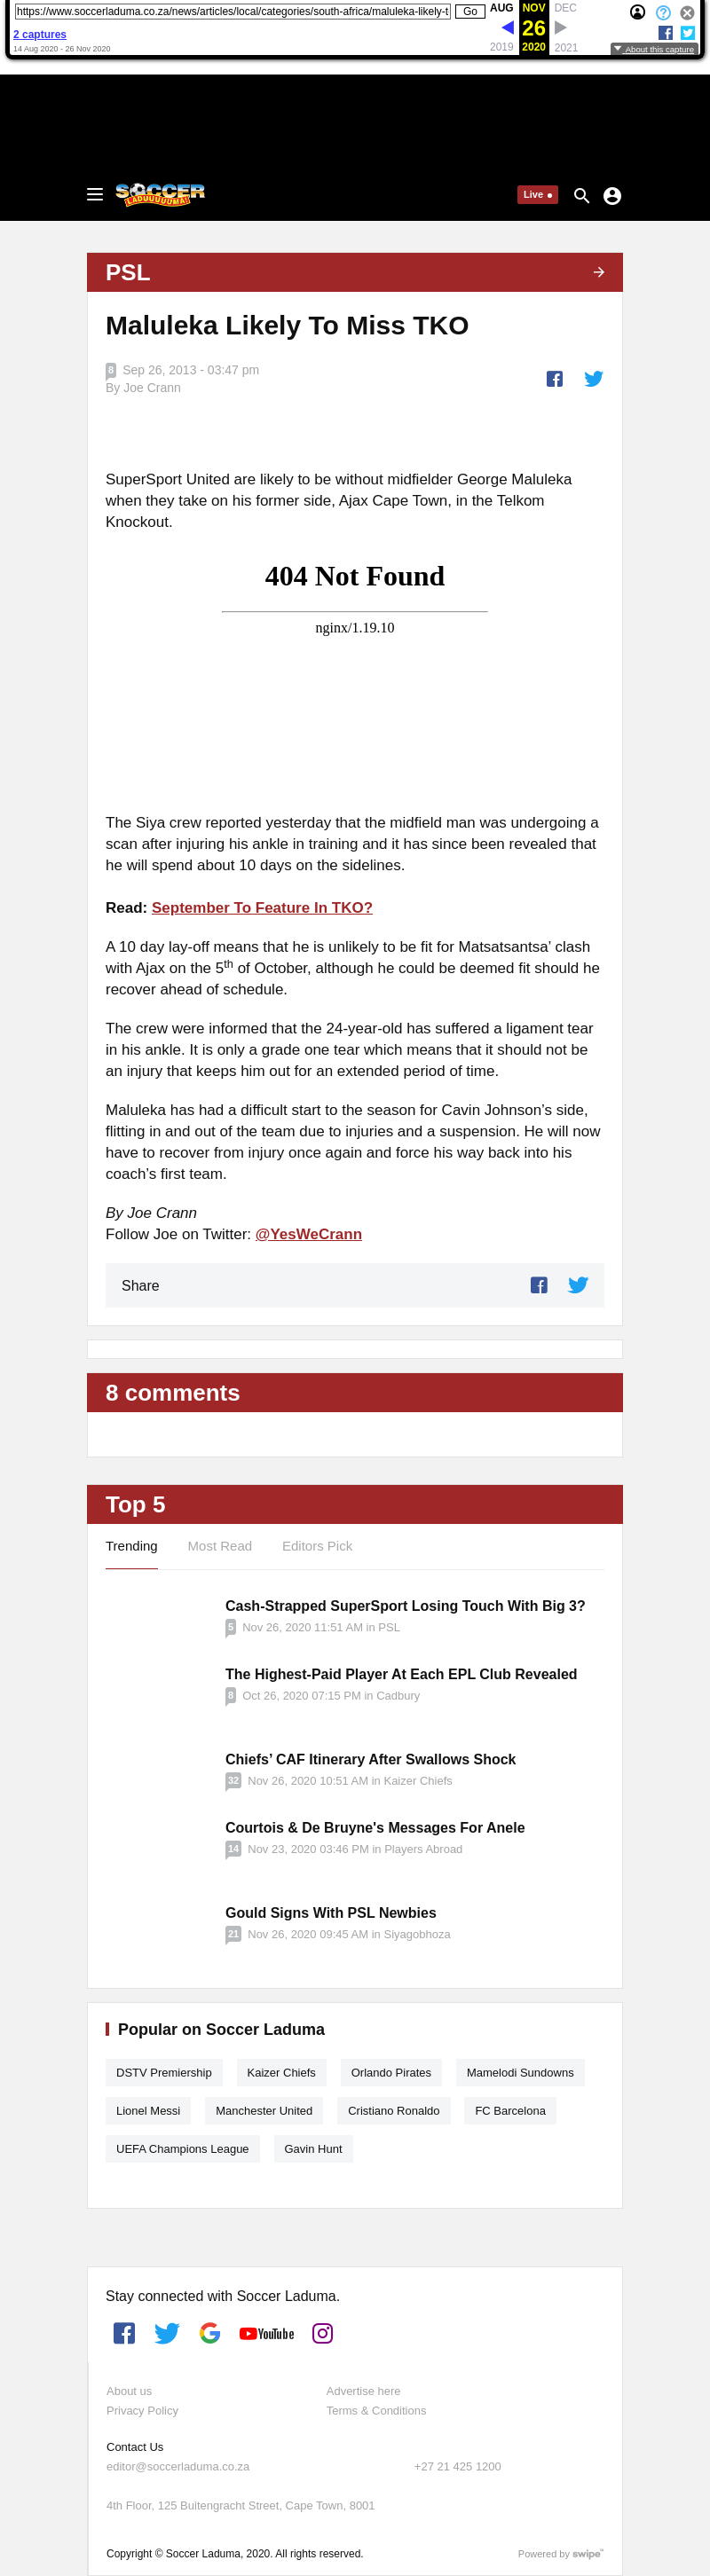 https://www.soccerladuma.co.za/news/articles/local/categories/south-africa/maluleka-likely-t Go
AUG NOV DEC
2 captures
26
14 Aug 2020 - 26 Nov 2020
2019 2020 2021
About this capture
SOCCER
LADUUUUUMA!
Live
PSL
Maluleka Likely To Miss TKO
8 Sep 26, 2013 - 03:47 pm
By Joe Crann
SuperSport United are likely to be without midfielder George Maluleka
when they take on his former side, Ajax Cape Town, in the Telkom
Knockout.
404 Not Found
nginx/1.19.10
The Siya crew reported yesterday that the midfield man was undergoing a
scan after injuring his ankle in training and it has since been revealed that
he will spend about 10 days on the sidelines.
Read: September To Feature In TKO?
A 10 day lay-off means that he is unlikely to be fit for Matsatsantsa’ clash
with Ajax on the 5th of October, although he could be deemed fit should he
recover ahead of schedule.
The crew were informed that the 24-year-old has suffered a ligament tear
in his ankle. It is only a grade one tear which means that it should not be
an injury that keeps him out for an extended period of time.
Maluleka has had a difficult start to the season for Cavin Johnson’s side,
flitting in and out of the team due to injuries and a suspension. He will now
have to recover from injury once again and force his way back into his
coach’s first team.
By Joe Crann
Follow Joe on Twitter: @YesWeCrann
Share
8 comments
Top 5
Trending Most Read Editors Pick
Cash-Strapped SuperSport Losing Touch With Big 3?
5 Nov 26, 2020 11:51 AM in PSL
The Highest-Paid Player At Each EPL Club Revealed
8 Oct 26, 2020 07:15 PM in Cadbury
Chiefs’ CAF Itinerary After Swallows Shock
32 Nov 26, 2020 10:51 AM in Kaizer Chiefs
Courtois & De Bruyne's Messages For Anele
14 Nov 23, 2020 03:46 PM in Players Abroad
Gould Signs With PSL Newbies
21 Nov 26, 2020 09:45 AM in Siyagobhoza
Popular on Soccer Laduma
DSTV Premiership Kaizer Chiefs Orlando Pirates Mamelodi Sundowns
Lionel Messi Manchester United Cristiano Ronaldo FC Barcelona
UEFA Champions League Gavin Hunt
Stay connected with Soccer Laduma.
YouTube
About us Advertise here
Privacy Policy Terms & Conditions
Contact Us
editor@soccerladuma.co.za +27 21 425 1200
4th Floor, 125 Buitengracht Street, Cape Town, 8001
Copyright © Soccer Laduma, 2020. All rights reserved. Powered by swipe